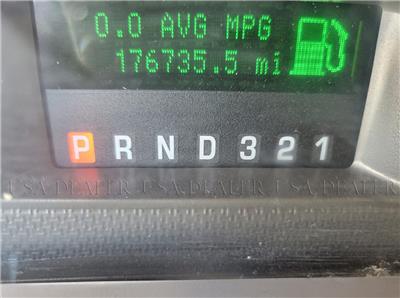 0.0 AVG MPG
176735.5 mi
P R N D 3 2 1
USA DEALER USA DEALER USA DEALER